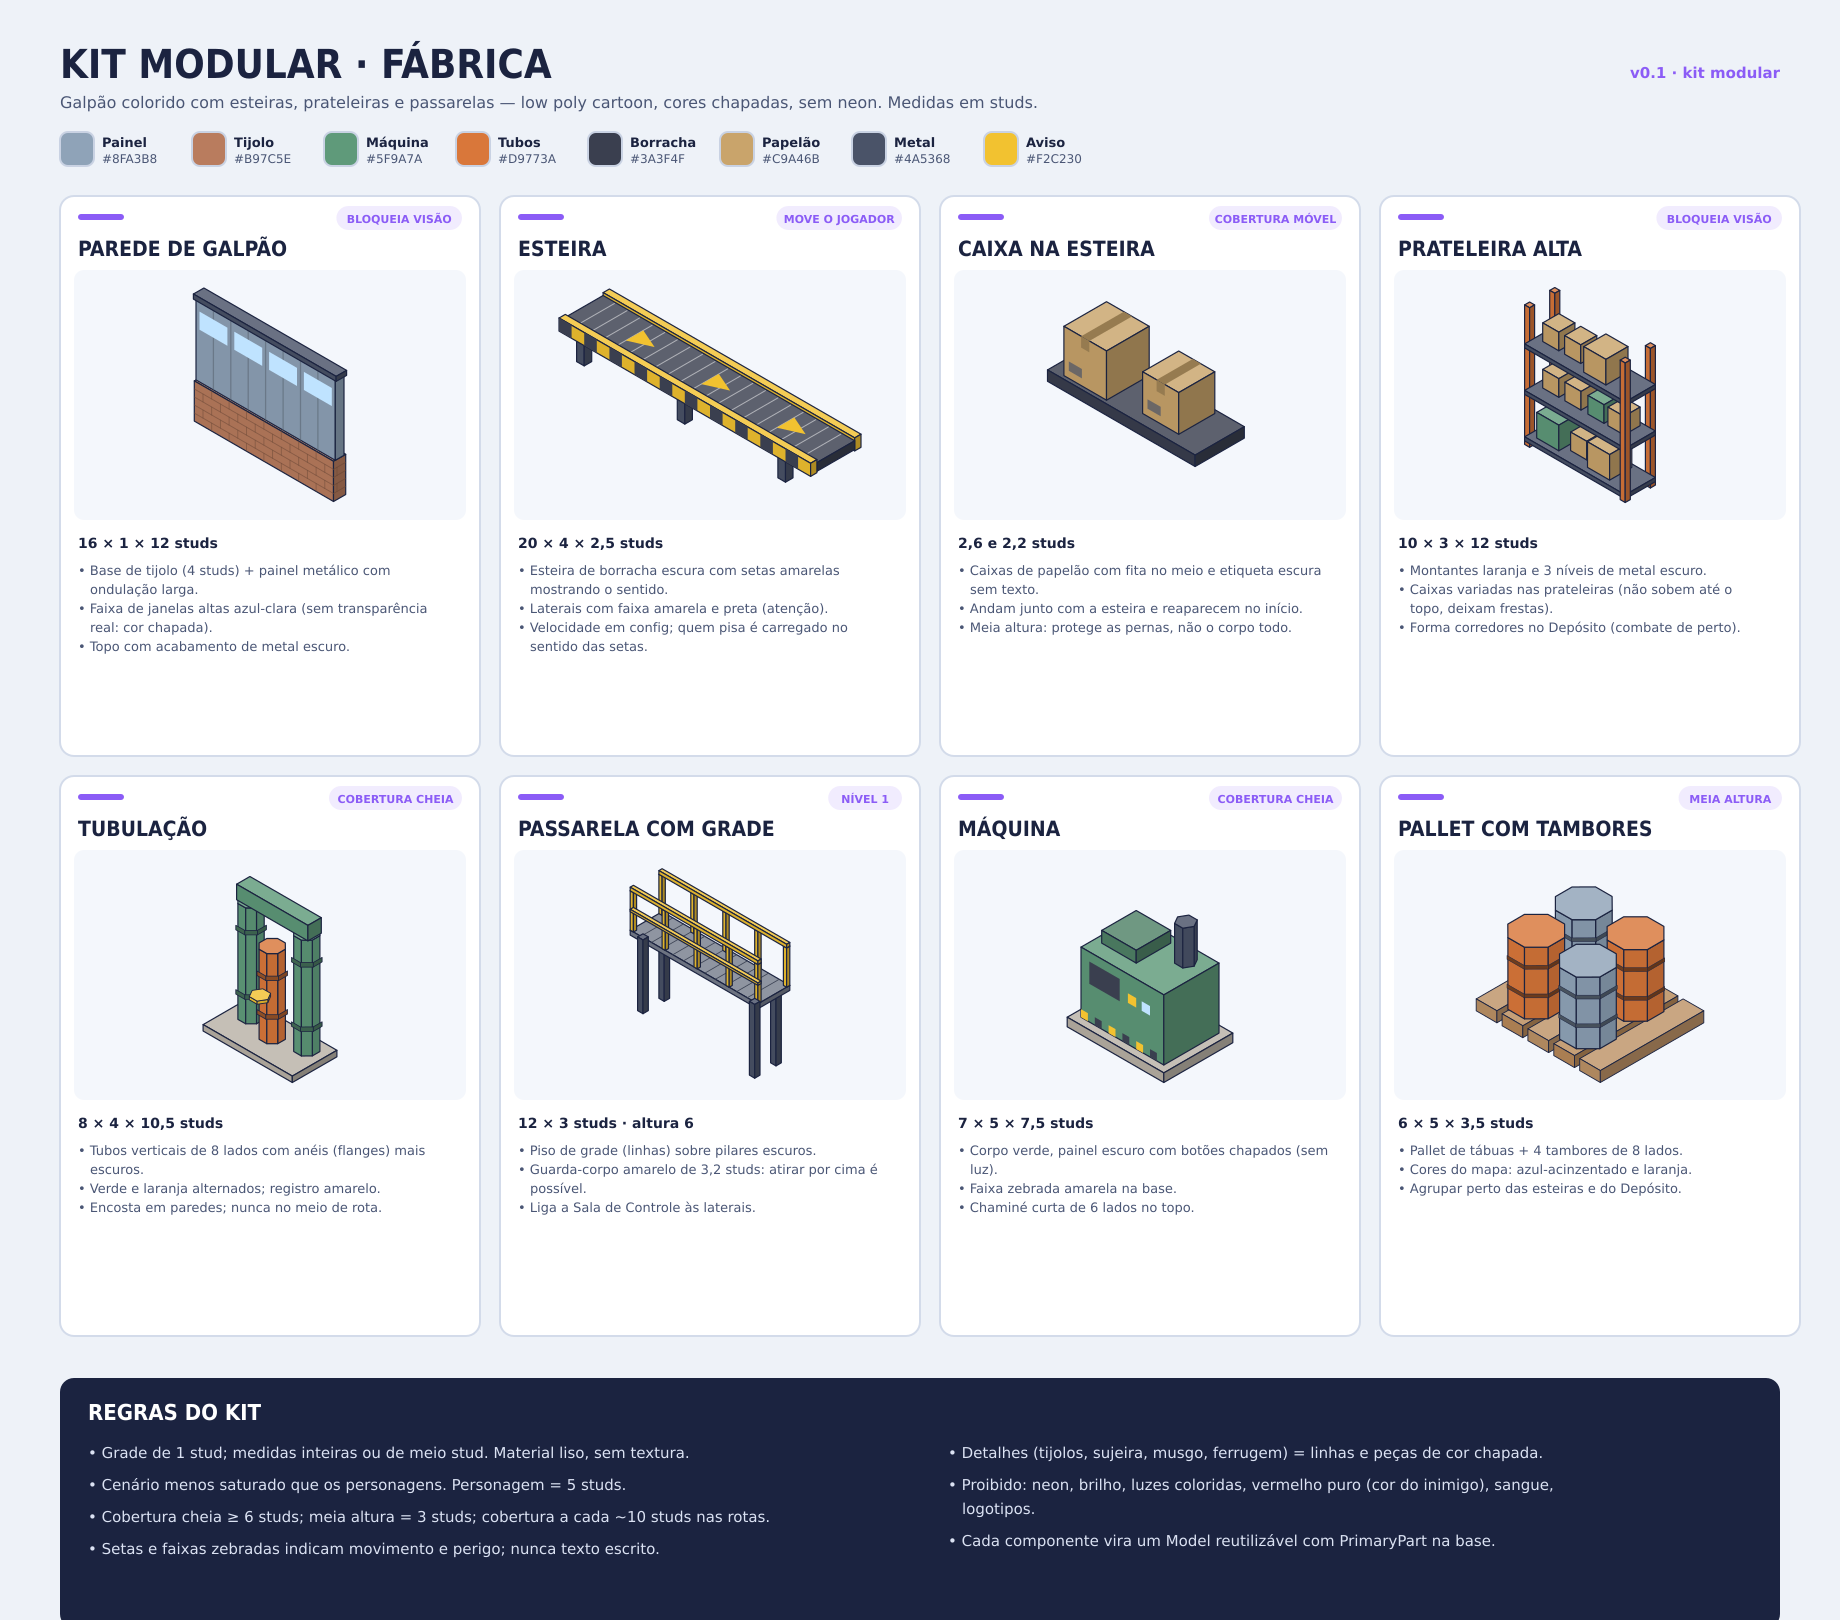 KIT MODULAR · FÁBRICA
v0.1 · kit modular
Galpão colorido com esteiras, prateleiras e passarelas — low poly cartoon, cores chapadas, sem neon. Medidas em studs.
Painel
#8FA3B8
Tijolo
#B97C5E
Máquina
#5F9A7A
Tubos
#D9773A
Borracha
#3A3F4F
Papelão
#C9A46B
Metal
#4A5368
Aviso
#F2C230
BLOQUEIA VISÃO
PAREDE DE GALPÃO
16 × 1 × 12 studs
• Base de tijolo (4 studs) + painel metálico com
ondulação larga.
• Faixa de janelas altas azul-clara (sem transparência
real: cor chapada).
• Topo com acabamento de metal escuro.
MOVE O JOGADOR
ESTEIRA
20 × 4 × 2,5 studs
• Esteira de borracha escura com setas amarelas
mostrando o sentido.
• Laterais com faixa amarela e preta (atenção).
• Velocidade em config; quem pisa é carregado no
sentido das setas.
COBERTURA MÓVEL
CAIXA NA ESTEIRA
2,6 e 2,2 studs
• Caixas de papelão com fita no meio e etiqueta escura
sem texto.
• Andam junto com a esteira e reaparecem no início.
• Meia altura: protege as pernas, não o corpo todo.
BLOQUEIA VISÃO
PRATELEIRA ALTA
10 × 3 × 12 studs
• Montantes laranja e 3 níveis de metal escuro.
• Caixas variadas nas prateleiras (não sobem até o
topo, deixam frestas).
• Forma corredores no Depósito (combate de perto).
COBERTURA CHEIA
TUBULAÇÃO
8 × 4 × 10,5 studs
• Tubos verticais de 8 lados com anéis (flanges) mais
escuros.
• Verde e laranja alternados; registro amarelo.
• Encosta em paredes; nunca no meio de rota.
NÍVEL 1
PASSARELA COM GRADE
12 × 3 studs · altura 6
• Piso de grade (linhas) sobre pilares escuros.
• Guarda-corpo amarelo de 3,2 studs: atirar por cima é
possível.
• Liga a Sala de Controle às laterais.
COBERTURA CHEIA
MÁQUINA
7 × 5 × 7,5 studs
• Corpo verde, painel escuro com botões chapados (sem
luz).
• Faixa zebrada amarela na base.
• Chaminé curta de 6 lados no topo.
MEIA ALTURA
PALLET COM TAMBORES
6 × 5 × 3,5 studs
• Pallet de tábuas + 4 tambores de 8 lados.
• Cores do mapa: azul-acinzentado e laranja.
• Agrupar perto das esteiras e do Depósito.
REGRAS DO KIT
• Grade de 1 stud; medidas inteiras ou de meio stud. Material liso, sem textura.
• Cenário menos saturado que os personagens. Personagem = 5 studs.
• Cobertura cheia ≥ 6 studs; meia altura = 3 studs; cobertura a cada ~10 studs nas rotas.
• Setas e faixas zebradas indicam movimento e perigo; nunca texto escrito.
• Detalhes (tijolos, sujeira, musgo, ferrugem) = linhas e peças de cor chapada.
• Proibido: neon, brilho, luzes coloridas, vermelho puro (cor do inimigo), sangue,
logotipos.
• Cada componente vira um Model reutilizável com PrimaryPart na base.